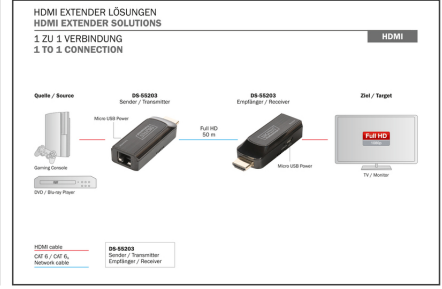 HDMI EXTENDER LÖSUNGEN
HDMI EXTENDER SOLUTIONS
1 ZU 1 VERBINDUNG
1 TO 1 CONNECTION
HDMI
Quelle / Source
DS-55203
Sender / Transmitter
DS-55203
Empfänger / Receiver
Ziel / Target
Micro USB Power
Full HD
50 m
Full HD
1080p
Micro USB Power
Gaming Console
TV / Monitor
DVD / Blu-ray Player
HDMI cable
CAT 6 / CAT 6A
Network cable
DS-55203
Sender / Transmitter
Empfänger / Receiver